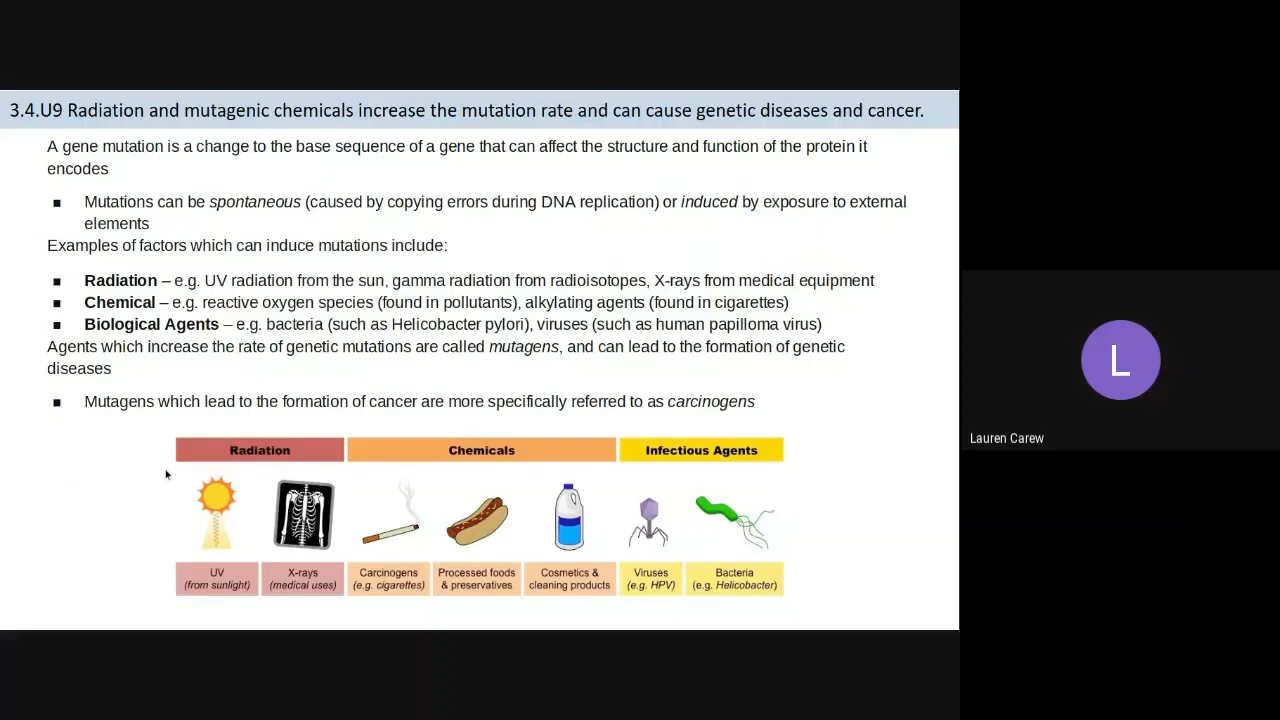 3.4.U9 Radiation and mutagenic chemicals increase the mutation rate and can cause genetic diseases and cancer.
A gene mutation is a change to the base sequence of a gene that can affect the structure and function of the protein it
encodes
▪ Mutations can be spontaneous (caused by copying errors during DNA replication) or induced by exposure to external
elements
Examples of factors which can induce mutations include:
▪ Radiation – e.g. UV radiation from the sun, gamma radiation from radioisotopes, X-rays from medical equipment
▪ Chemical – e.g. reactive oxygen species (found in pollutants), alkylating agents (found in cigarettes)
▪ Biological Agents – e.g. bacteria (such as Helicobacter pylori), viruses (such as human papilloma virus)
Agents which increase the rate of genetic mutations are called mutagens, and can lead to the formation of genetic
diseases
▪ Mutagens which lead to the formation of cancer are more specifically referred to as carcinogens
Radiation
Chemicals
Infectious Agents
UV
(from sunlight)
X-rays
(medical uses)
Carcinogens
(e.g. cigarettes)
Processed foods
& preservatives
Cosmetics &
cleaning products
Viruses
(e.g. HPV)
Bacteria
(e.g. Helicobacter)
L
Lauren Carew